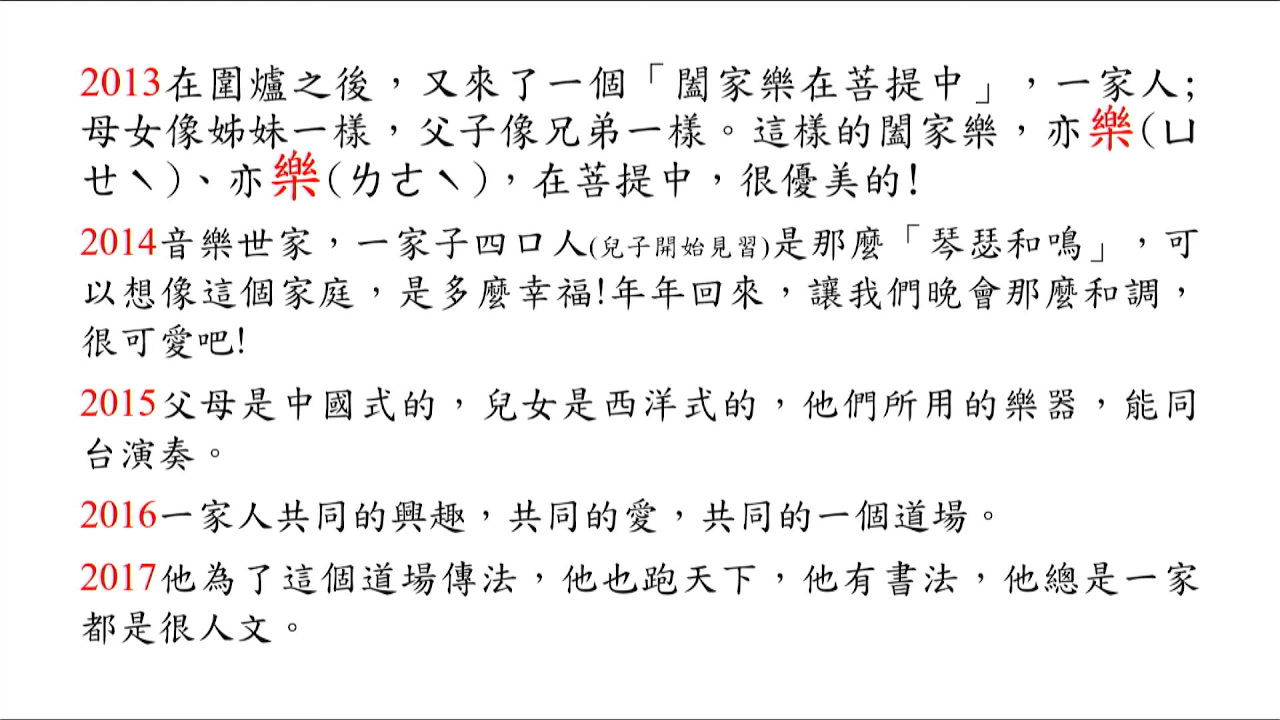 2013在圍爐之後，又來了一個「闔家樂在菩提中」，一家人;
母女像姊妹一樣，父子像兄弟一樣。這樣的闔家樂，亦樂(ㄩ
ㄝㄟ)、亦樂(ㄌㄜㄟ)，在菩提中，很優美的!
2014音樂世家，一家子四口人(兒子開始見習)是那麼「琴瑟和鳴」，可
以想像這個家庭，是多麼幸福!年年回來，讓我們晚會那麼和調，
很可愛吧!
2015父母是中國式的，兒女是西洋式的，他們所用的樂器，能同
台演奏。
2016一家人共同的興趣，共同的愛，共同的一個道場。
2017他為了這個道場傳法，他也跑天下，他有書法，他總是一家
都是很人文。